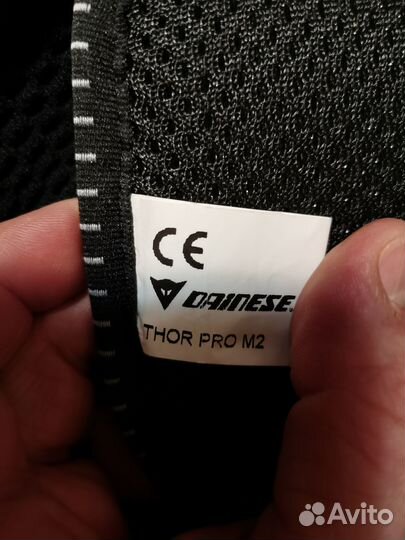 CE
DAINESE
THOR PRO M2
Avito